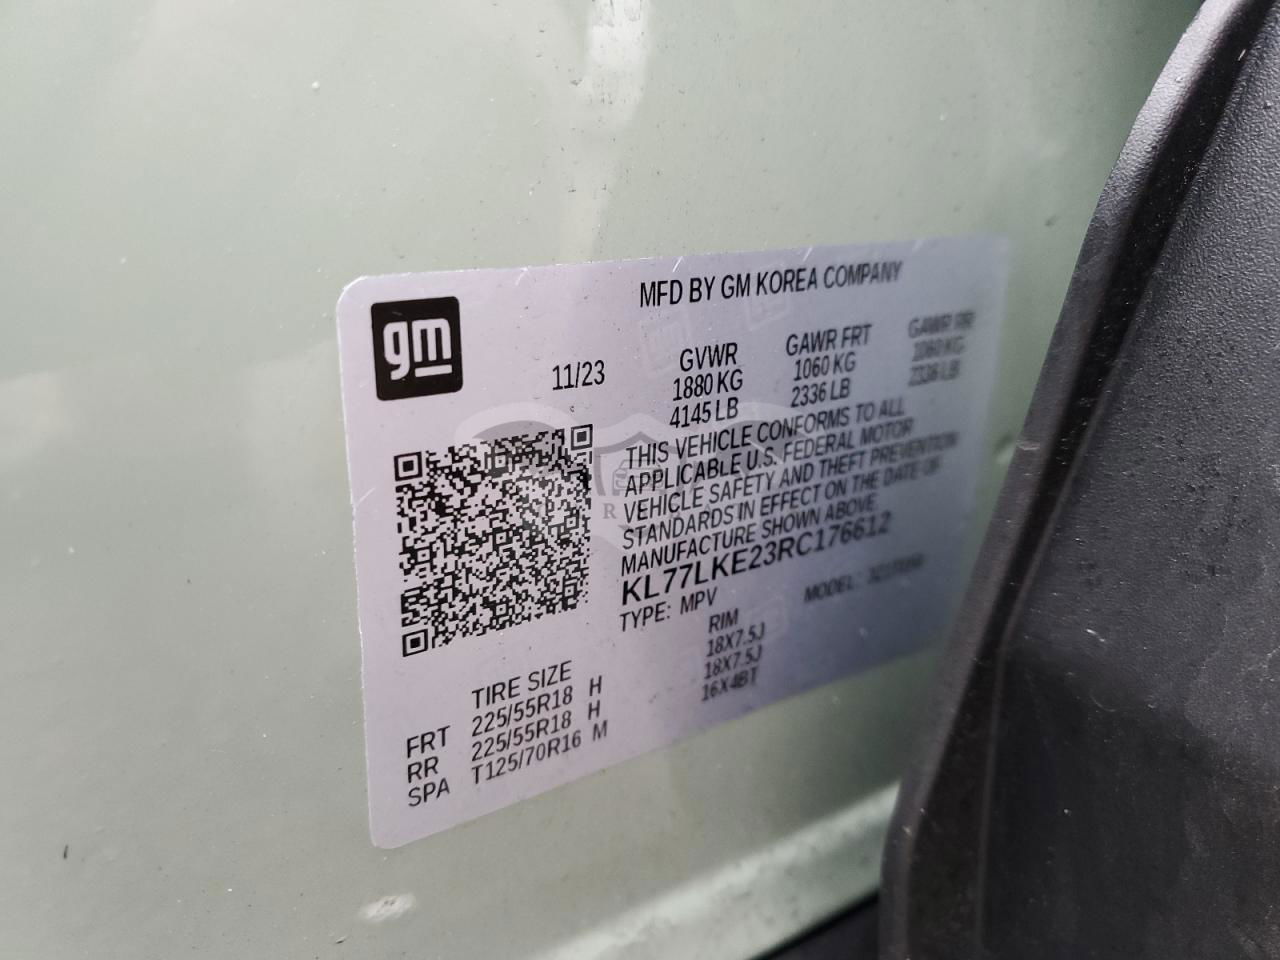 gm
MFD BY GM KOREA COMPANY
11/23
GVWR GAWR FRT GAWR RR
1880 KG 1060 KG 1060 KG
4145 LB 2336 LB 2336 LB
THIS VEHICLE CONFORMS TO ALL
APPLICABLE U.S. FEDERAL MOTOR
VEHICLE SAFETY AND THEFT PREVENTION
STANDARDS IN EFFECT ON THE DATE OF
MANUFACTURE SHOWN ABOVE
KL77LKE23RC176612
TYPE: MPV MODEL:
TIRE SIZE RIM
FRT 225/55R18 H 18X7.5J
RR 225/55R18 H 18X7.5J
SPA T125/70R16 M 16X4BT